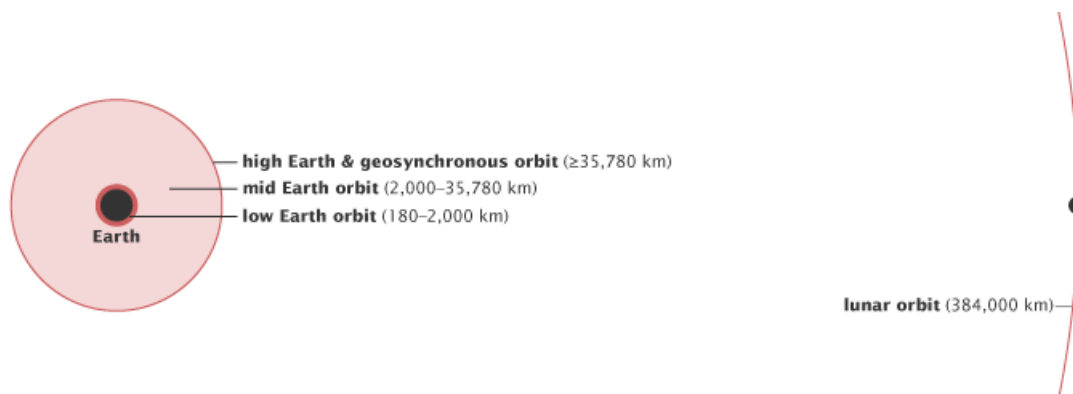 high Earth & geosynchronous orbit (≥35,780 km)
mid Earth orbit (2,000–35,780 km)
low Earth orbit (180–2,000 km)
Earth
lunar orbit (384,000 km)